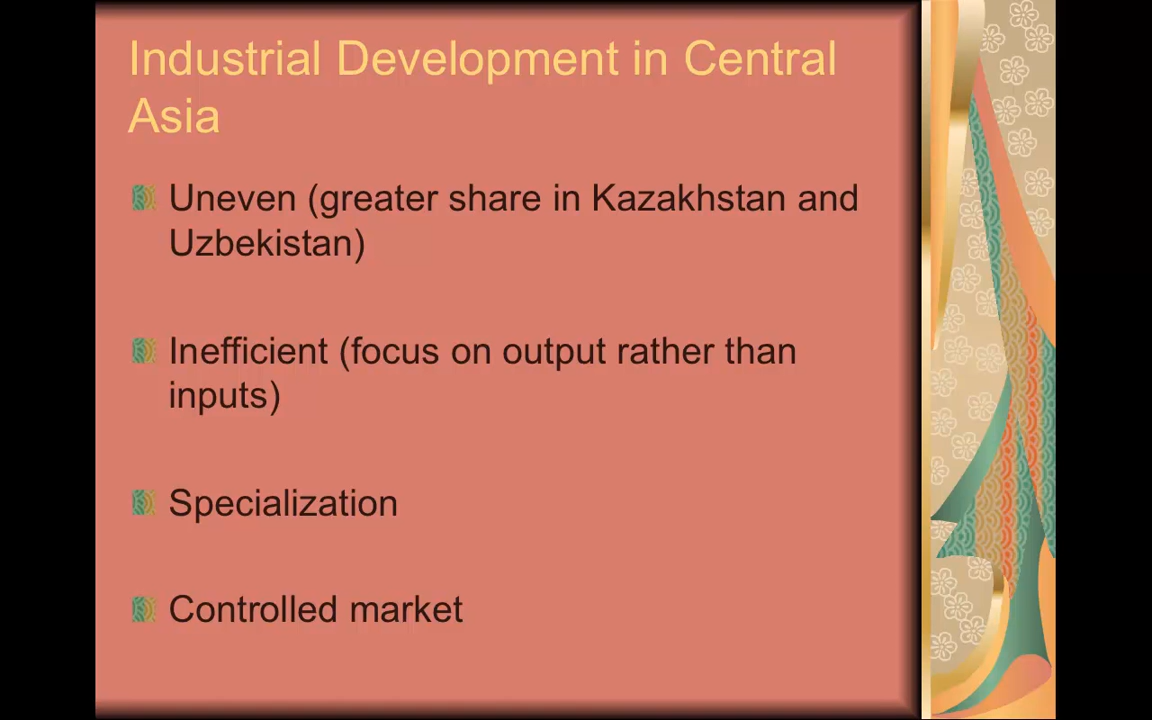 Industrial Development in Central
Asia
Uneven (greater share in Kazakhstan and
Uzbekistan)
Inefficient (focus on output rather than
inputs)
Specialization
Controlled market